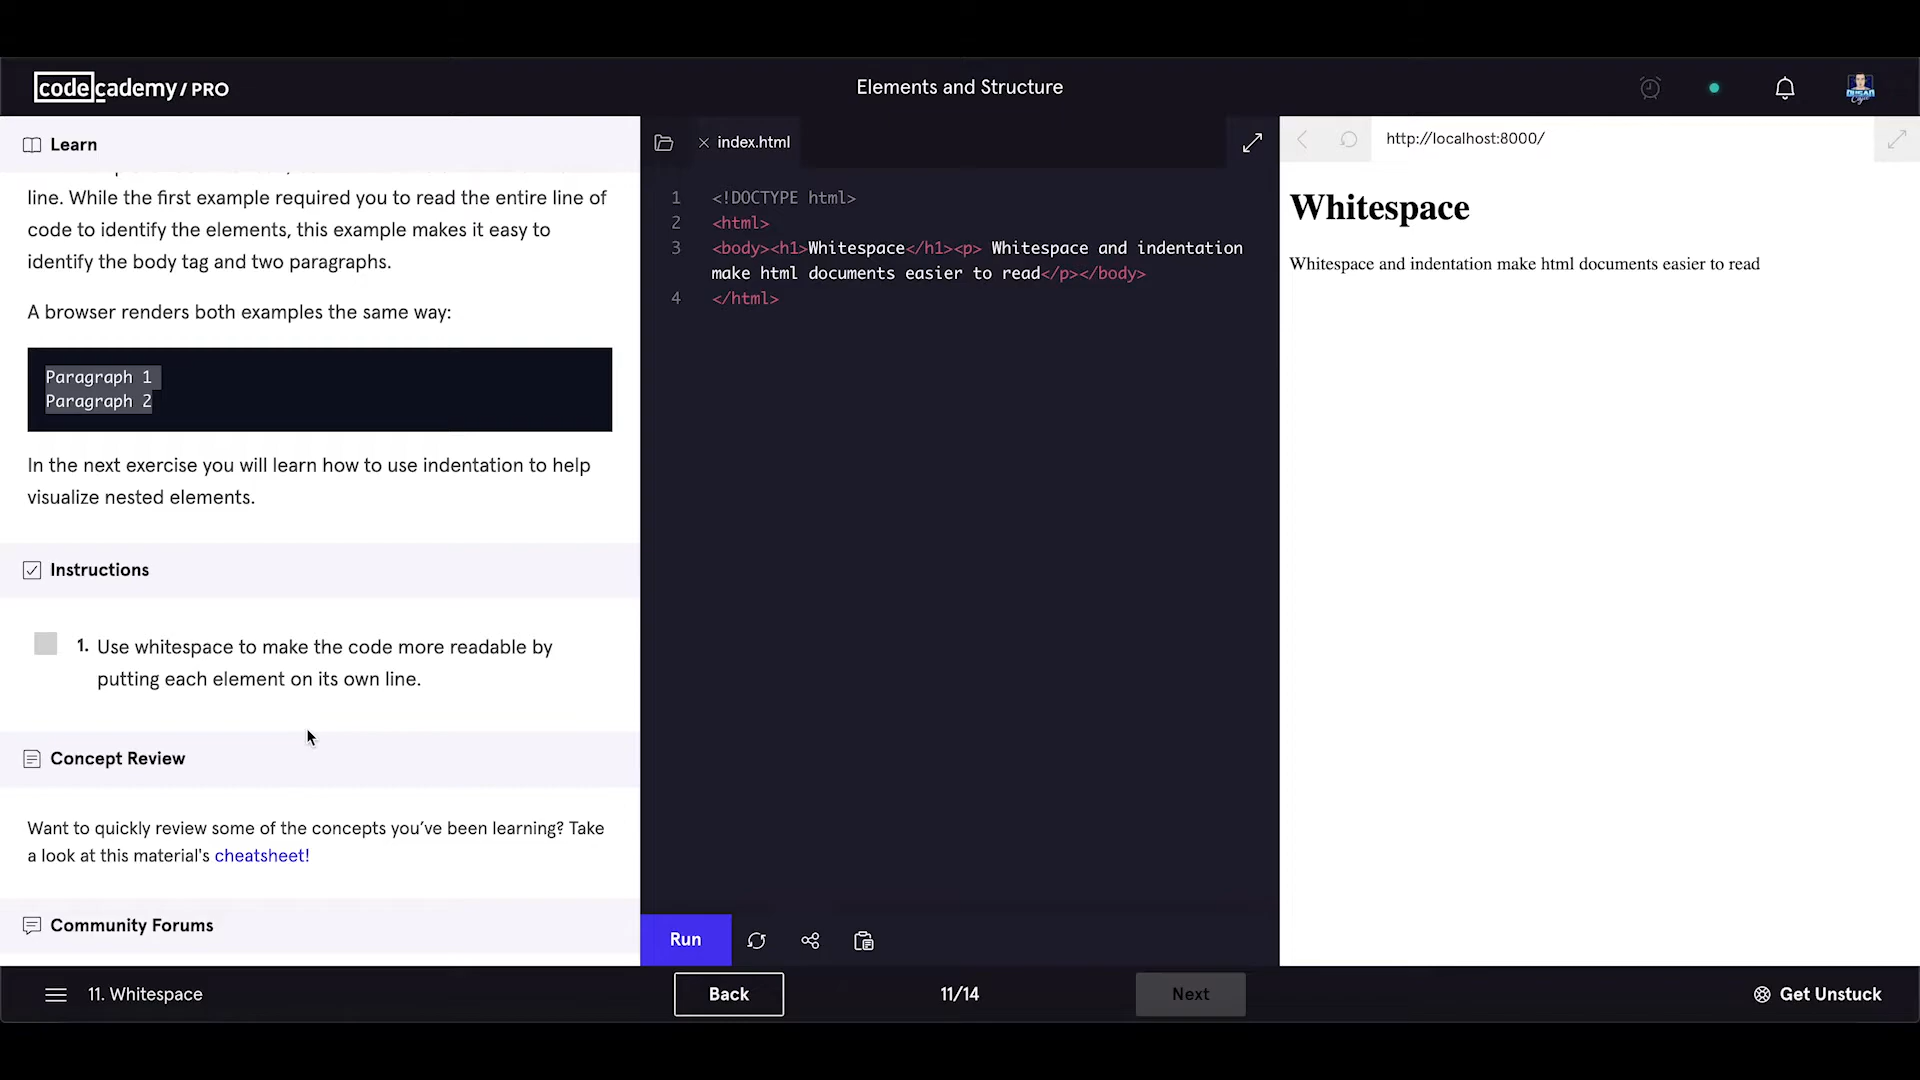 codecademy/PRO
Elements and Structure
Learn
line. While the first example required you to read the entire line of
code to identify the elements, this example makes it easy to
identify the body tag and two paragraphs.
A browser renders both examples the same way:
Paragraph 1
Paragraph 2
In the next exercise you will learn how to use indentation to help
visualize nested elements.
Instructions
1. Use whitespace to make the code more readable by
putting each element on its own line.
Concept Review
Want to quickly review some of the concepts you've been learning? Take
a look at this material's cheatsheet!
Community Forums
index.html
1 <!DOCTYPE html>
2 <html>
3 <body><h1>Whitespace</h1><p> Whitespace and indentation
make html documents easier to read</p></body>
4 </html>
Run
http://localhost:8000/
Whitespace
Whitespace and indentation make html documents easier to read
11. Whitespace
Back
11/14
Next
Get Unstuck